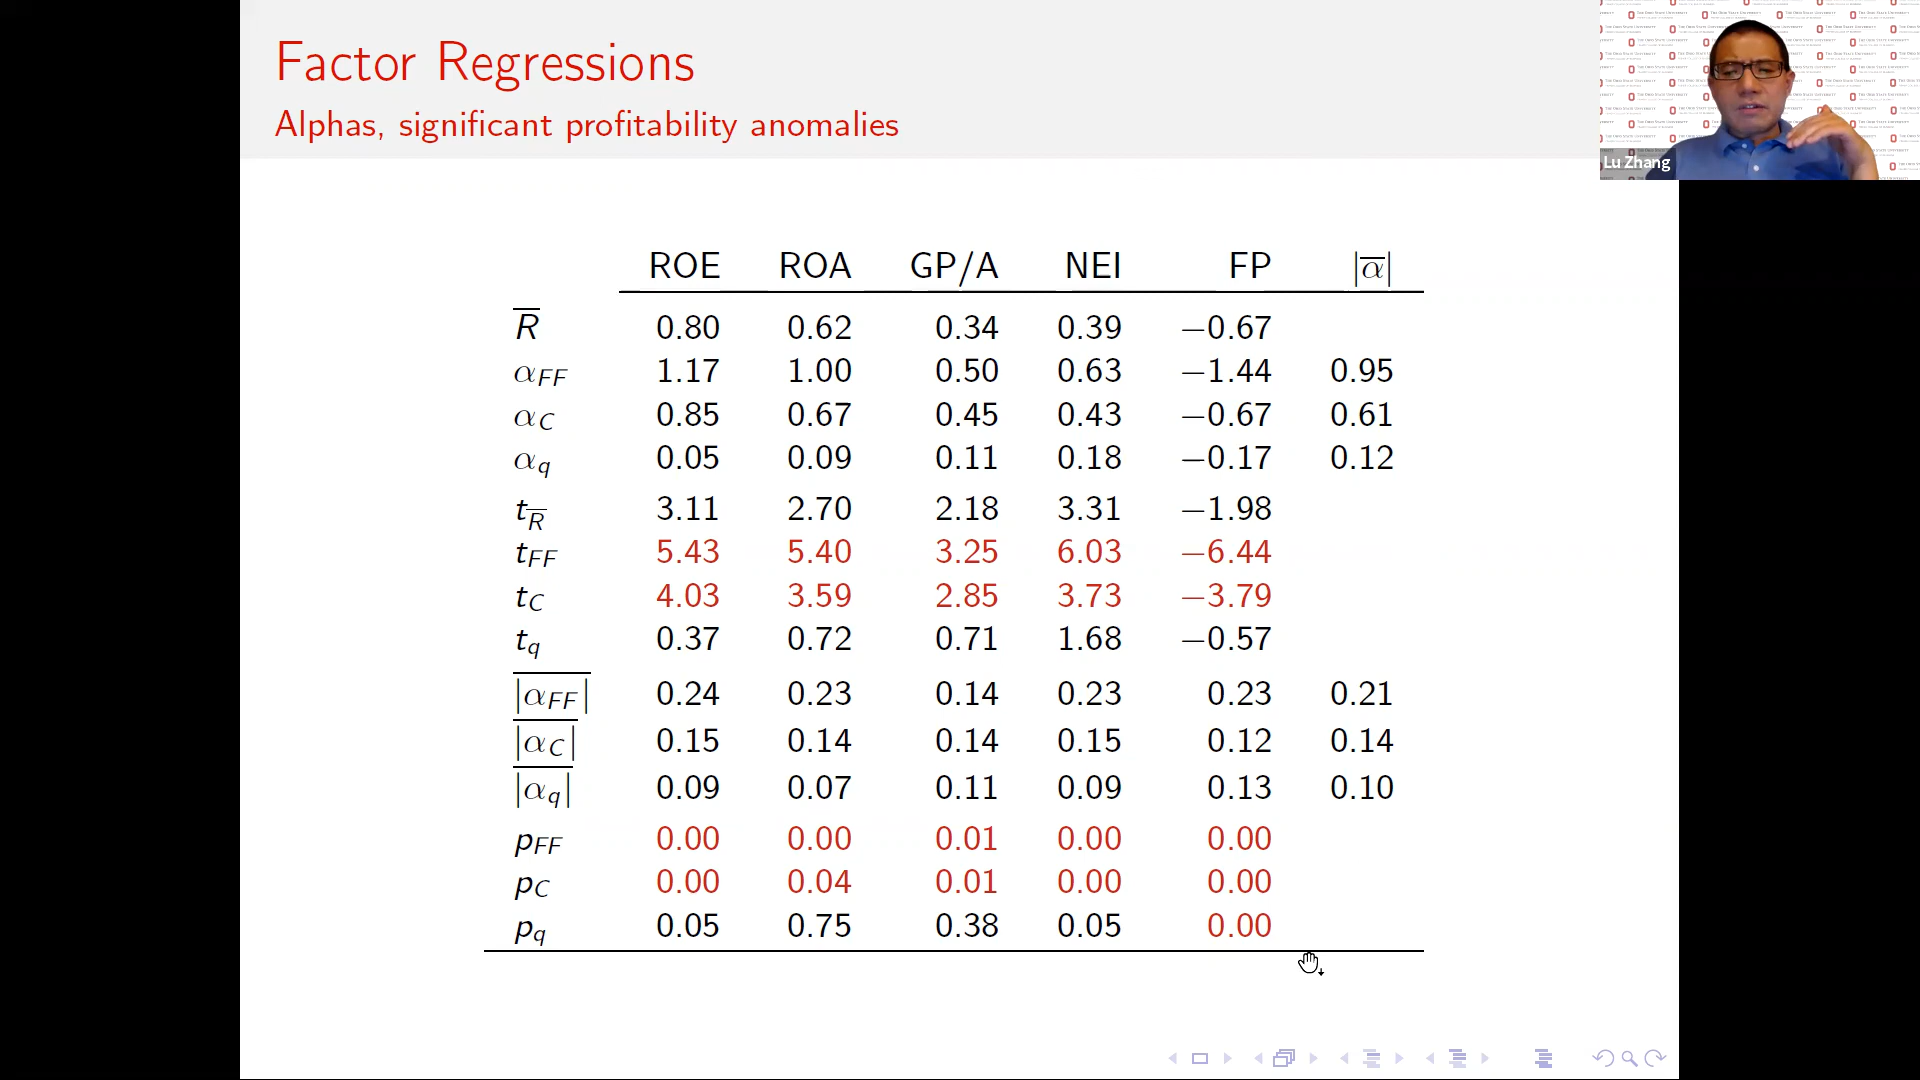 Factor Regressions
Alphas, significant profitability anomalies
Lu Zhang
ROE ROA GP/A NEI FP |α̅|
R̅ 0.80 0.62 0.34 0.39 −0.67
α_FF 1.17 1.00 0.50 0.63 −1.44 0.95
α_C 0.85 0.67 0.45 0.43 −0.67 0.61
α_q 0.05 0.09 0.11 0.18 −0.17 0.12
t_R̅ 3.11 2.70 2.18 3.31 −1.98
t_FF 5.43 5.40 3.25 6.03 −6.44
t_C 4.03 3.59 2.85 3.73 −3.79
t_q 0.37 0.72 0.71 1.68 −0.57
|α_FF| 0.24 0.23 0.14 0.23 0.23 0.21
|α_C| 0.15 0.14 0.14 0.15 0.12 0.14
|α_q| 0.09 0.07 0.11 0.09 0.13 0.10
p_FF 0.00 0.00 0.01 0.00 0.00
p_C 0.00 0.04 0.01 0.00 0.00
p_q 0.05 0.75 0.38 0.05 0.00